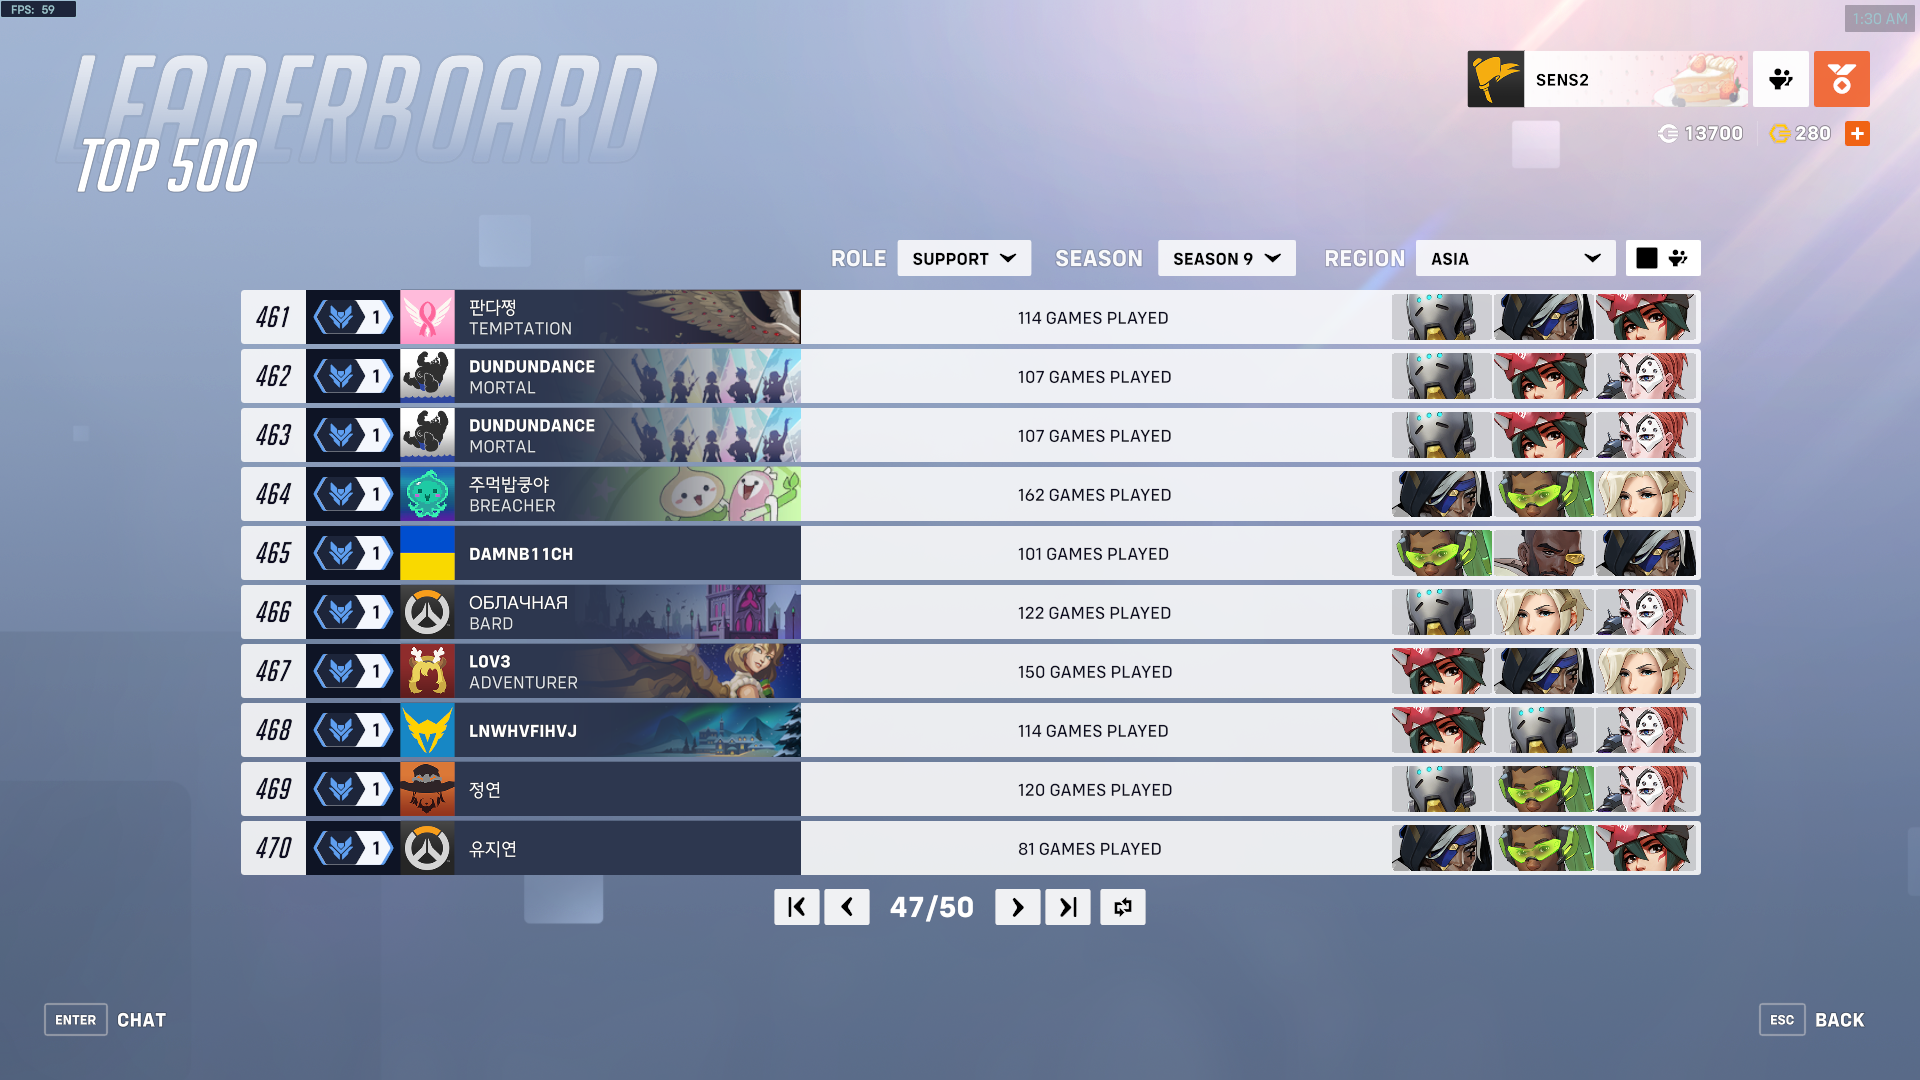 FPS: 59
1:30 AM
LEADERBOARD
TOP 500
SENS2
13700
280
ROLE SUPPORT SEASON SEASON 9 REGION ASIA
461 1 판다쩡 114 GAMES PLAYED
TEMPTATION
462 1 DUNDUNDANCE 107 GAMES PLAYED
MORTAL
463 1 DUNDUNDANCE 107 GAMES PLAYED
MORTAL
464 1 주먹밥쿵야 162 GAMES PLAYED
BREACHER
465 1 DAMNB11CH 101 GAMES PLAYED
466 1 ОБЛАЧНАЯ 122 GAMES PLAYED
BARD
467 1 L0V3 150 GAMES PLAYED
ADVENTURER
468 1 LNWHVFIHVJ 114 GAMES PLAYED
469 1 정연 120 GAMES PLAYED
470 1 유지연 81 GAMES PLAYED
47/50
ENTER CHAT
ESC BACK